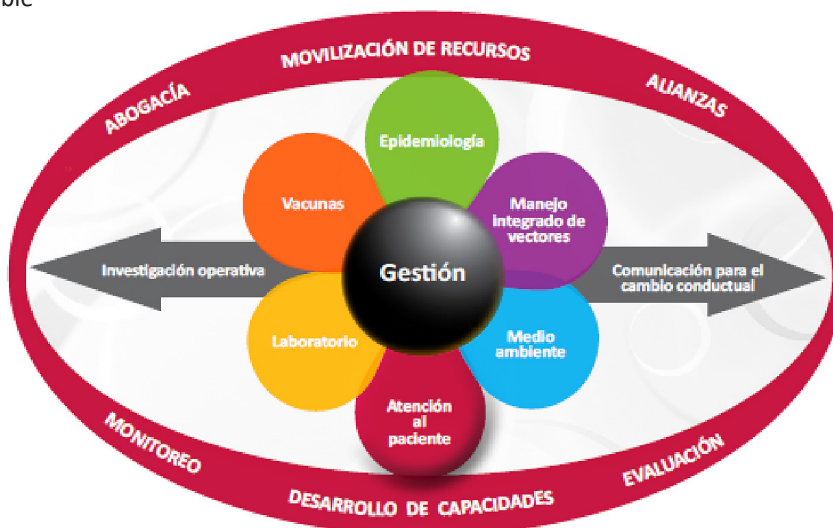 MOVILIZACIÓN DE RECURSOS
ABOGACÍA
ALIANZAS
Epidemiología
Vacunas
Manejo
integrado de
vectores
Investigación operativa
Gestión
Comunicación para el
cambio conductual
Laboratorio
Medio
ambiente
Atención
al
paciente
MONITOREO
DESARROLLO DE CAPACIDADES
EVALUACIÓN